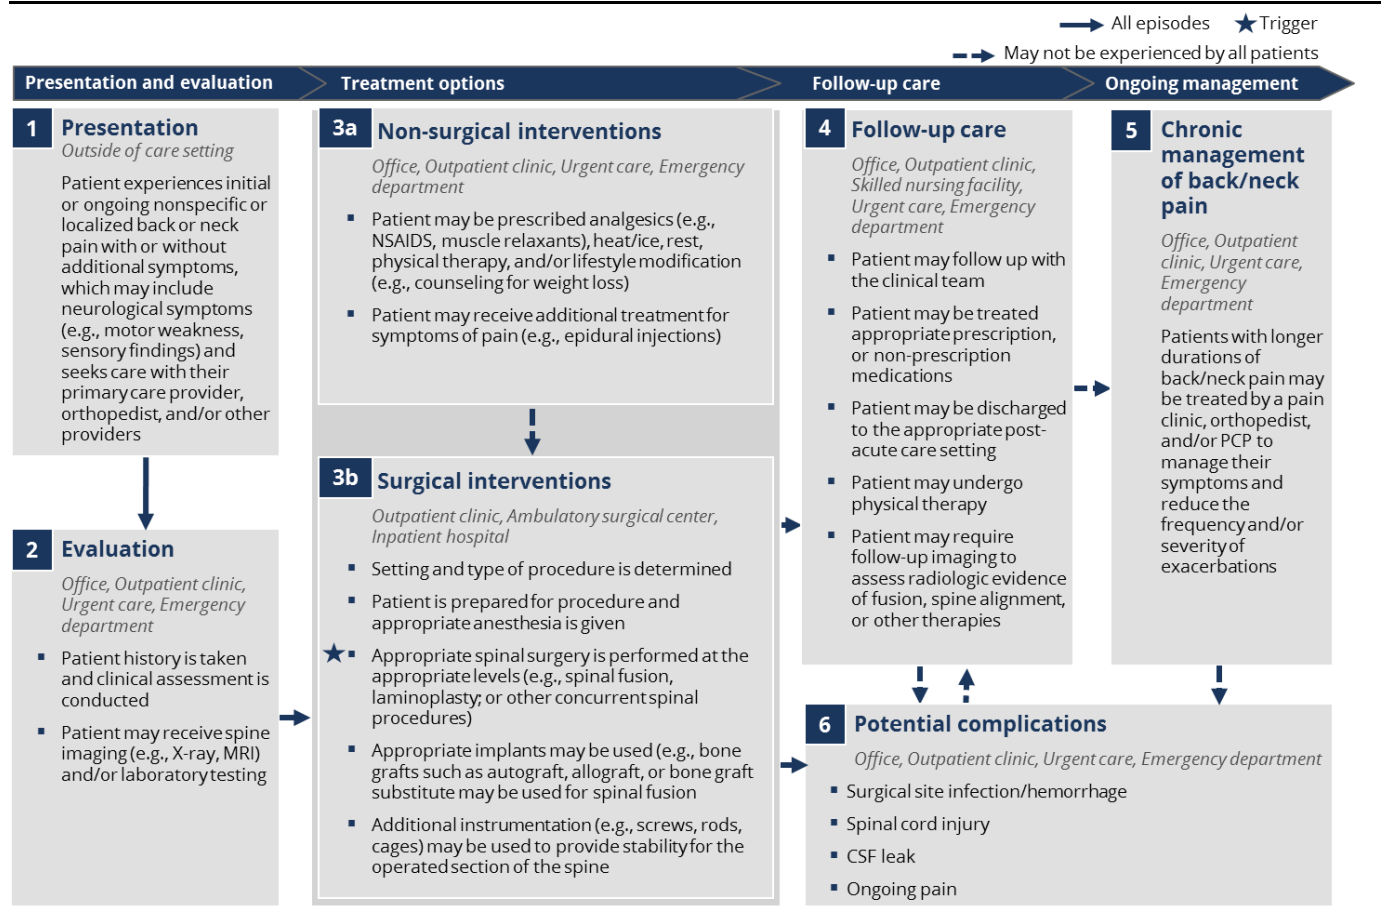 All episodes
Trigger
May not be experienced by all patients
Presentation and evaluation
Treatment options
Follow-up care
Ongoing management
1
Presentation
Outside of care setting
Patient experiences initial
or ongoing nonspecific or
localized back or neck
pain with or without
additional symptoms,
which may include
neurological symptoms
(e.g., motor weakness,
sensory findings) and
seeks care with their
primary care provider,
orthopedist, and/or other
providers
2
Evaluation
Office, Outpatient clinic,
Urgent care, Emergency
department
▪ Patient history is taken
and clinical assessment is
conducted
▪ Patient may receive spine
imaging (e.g., X-ray, MRI)
and/or laboratory testing
3a
Non-surgical interventions
Office, Outpatient clinic, Urgent care, Emergency
department
▪ Patient may be prescribed analgesics (e.g.,
NSAIDS, muscle relaxants), heat/ice, rest,
physical therapy, and/or lifestyle modification
(e.g., counseling for weight loss)
▪ Patient may receive additional treatment for
symptoms of pain (e.g., epidural injections)
3b
Surgical interventions
Outpatient clinic, Ambulatory surgical center,
Inpatient hospital
▪ Setting and type of procedure is determined
▪ Patient is prepared for procedure and
appropriate anesthesia is given
▪ Appropriate spinal surgery is performed at the
appropriate levels (e.g., spinal fusion,
laminoplasty; or other concurrent spinal
procedures)
▪ Appropriate implants may be used (e.g., bone
grafts such as autograft, allograft, or bone graft
substitute may be used for spinal fusion
▪ Additional instrumentation (e.g., screws, rods,
cages) may be used to provide stability for the
operated section of the spine
4
Follow-up care
Office, Outpatient clinic,
Skilled nursing facility,
Urgent care, Emergency
department
▪ Patient may follow up with
the clinical team
▪ Patient may be treated
appropriate prescription,
or non-prescription
medications
▪ Patient may be discharged
to the appropriate post-
acute care setting
▪ Patient may undergo
physical therapy
▪ Patient may require
follow-up imaging to
assess radiologic evidence
of fusion, spine alignment,
or other therapies
5
Chronic
management
of back/neck
pain
Office, Outpatient
clinic, Urgent care,
Emergency
department
Patients with longer
durations of
back/neck pain may
be treated by a pain
clinic, orthopedist,
and/or PCP to
manage their
symptoms and
reduce the
frequency and/or
severity of
exacerbations
6
Potential complications
Office, Outpatient clinic, Urgent care, Emergency department
▪ Surgical site infection/hemorrhage
▪ Spinal cord injury
▪ CSF leak
▪ Ongoing pain